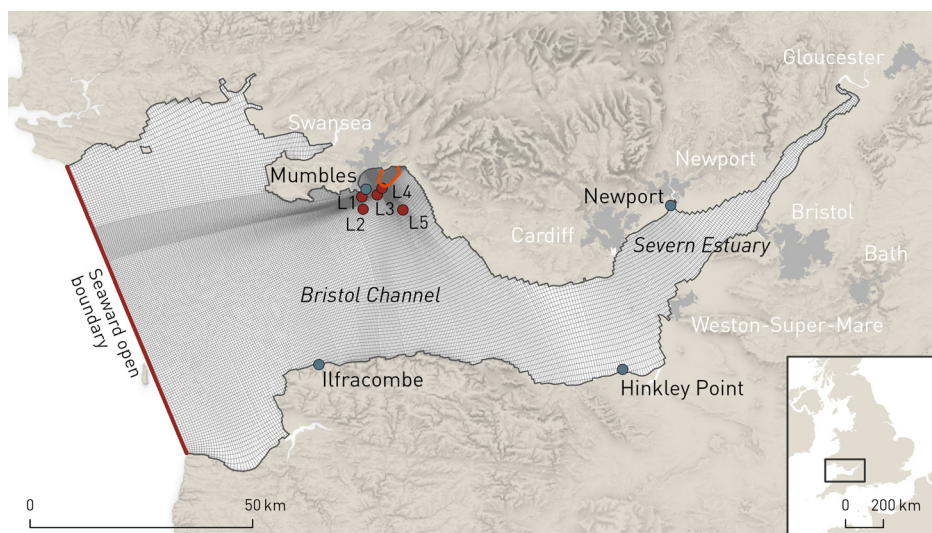 Gloucester
Swansea
Newport
Mumbles
Newport
L4
L1
L3
L2
L5
Bristol
Cardiff
Severn Estuary
Bath
Seaward open
boundary
Bristol Channel
Weston-Super-Mare
Ilfracombe
Hinkley Point
0
50 km
0
200 km